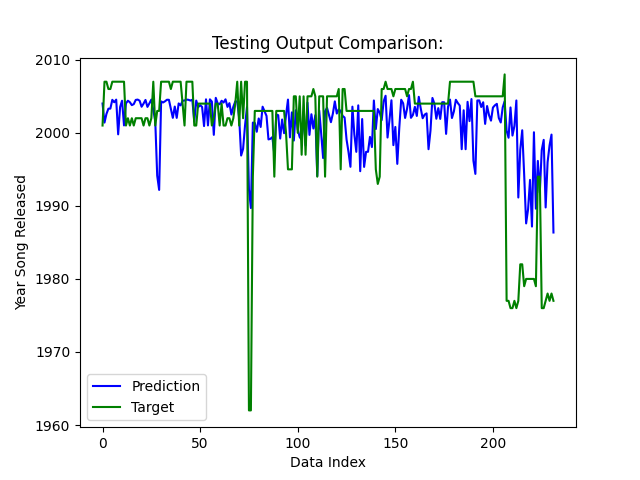 Testing Output Comparison:
2010
2000
1990
1980
1970
1960
Year Song Released
Prediction
Target
0
50
100
150
200
Data Index